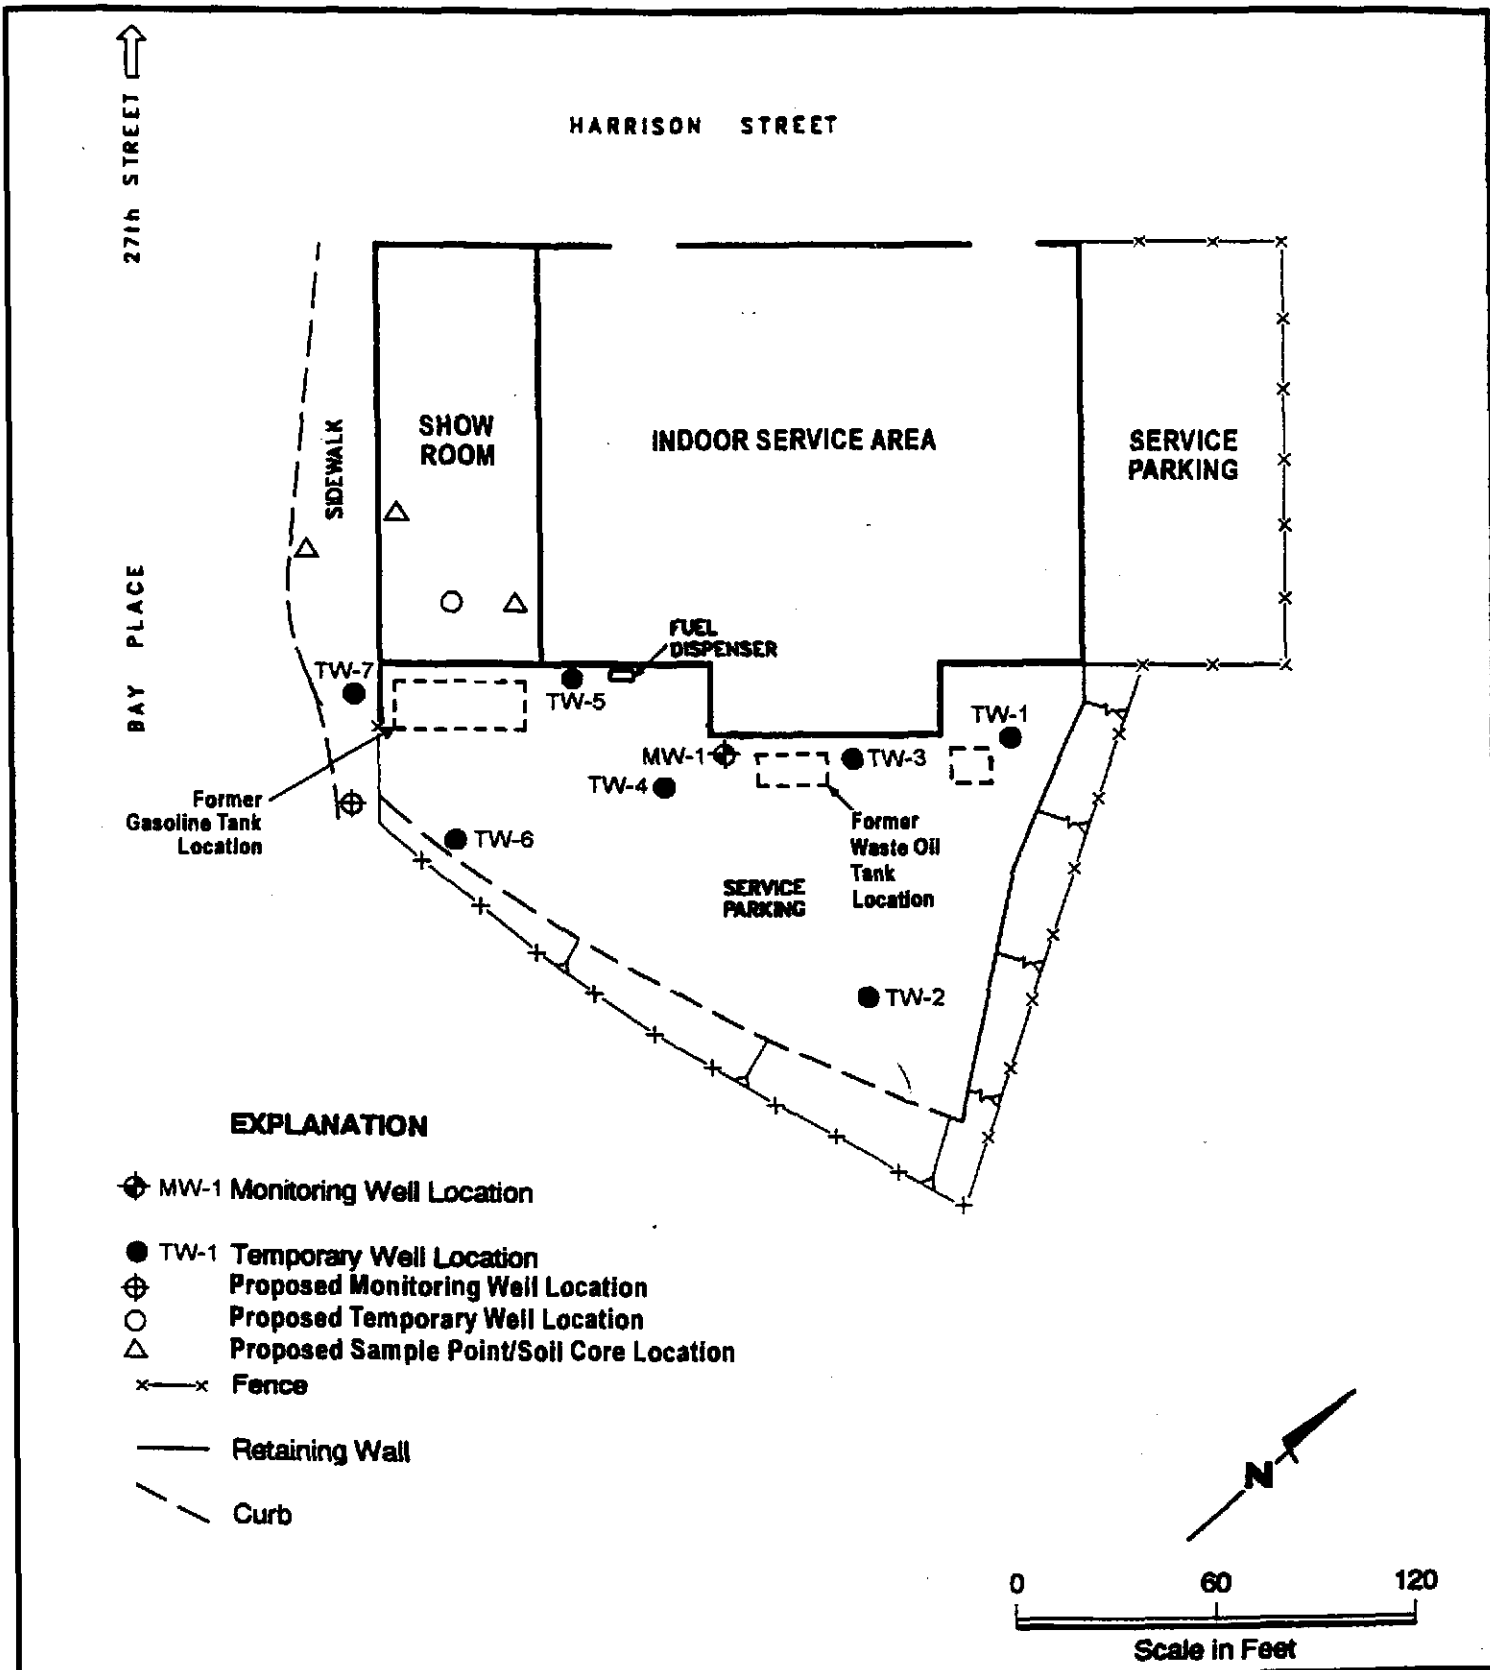 27th STREET
HARRISON STREET
SIDEWALK
SHOW
ROOM
INDOOR SERVICE AREA
SERVICE
PARKING
BAY PLACE
FUEL
DISPENSER
TW-7
TW-5
TW-1
MW-1
TW-3
TW-4
Former
Gasoline Tank
Location
TW-6
Former
Waste Oil
Tank
Location
SERVICE
PARKING
TW-2
EXPLANATION
MW-1 Monitoring Well Location
TW-1 Temporary Well Location
Proposed Monitoring Well Location
Proposed Temporary Well Location
Proposed Sample Point/Soil Core Location
Fence
Retaining Wall
Curb
N
0 60 120
Scale in Feet